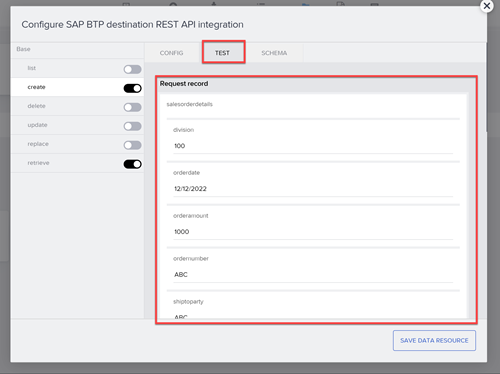 Configure SAP BTP destination REST API integration
Base
list
create
delete
update
replace
retrieve
CONFIG
TEST
SCHEMA
Request record
salesorderdetails
division
100
orderdate
12/12/2022
orderamount
1000
ordernumber
ABC
shiptoparty
ABC
SAVE DATA RESOURCE